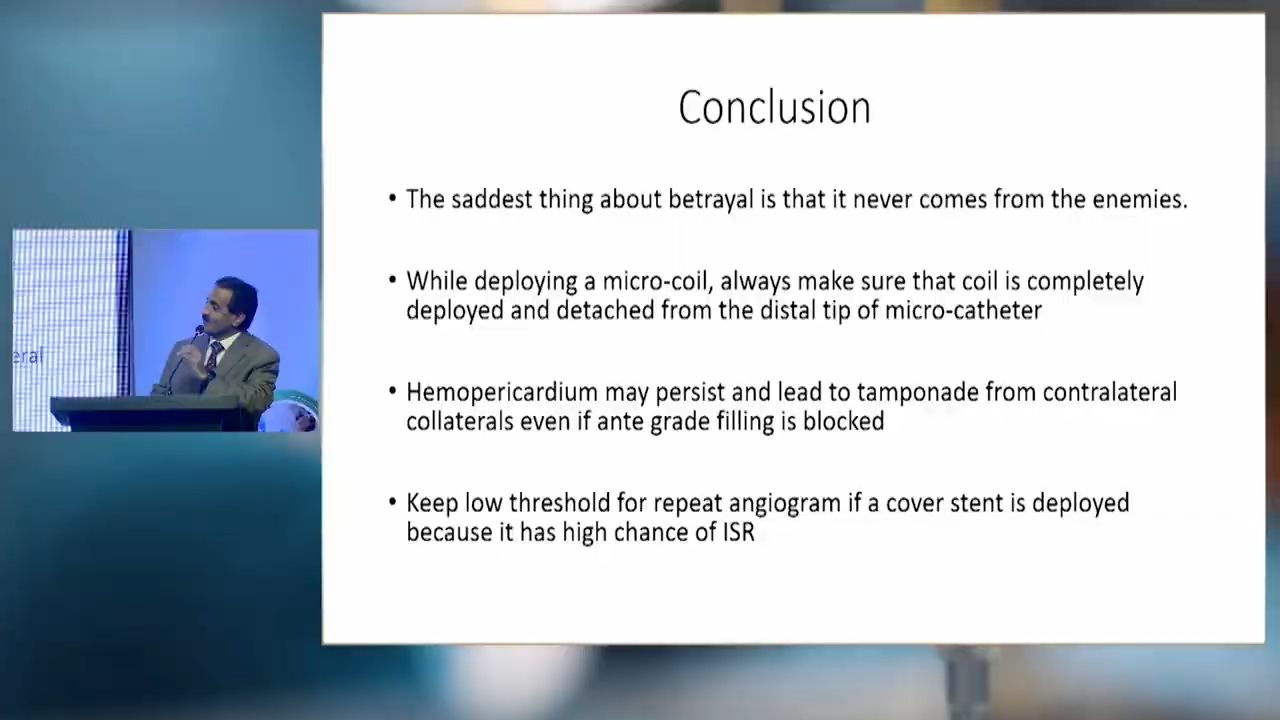 Conclusion
• The saddest thing about betrayal is that it never comes from the enemies.
• While deploying a micro-coil, always make sure that coil is completely
deployed and detached from the distal tip of micro-catheter
• Hemopericardium may persist and lead to tamponade from contralateral
collaterals even if ante grade filling is blocked
• Keep low threshold for repeat angiogram if a cover stent is deployed
because it has high chance of ISR
eral